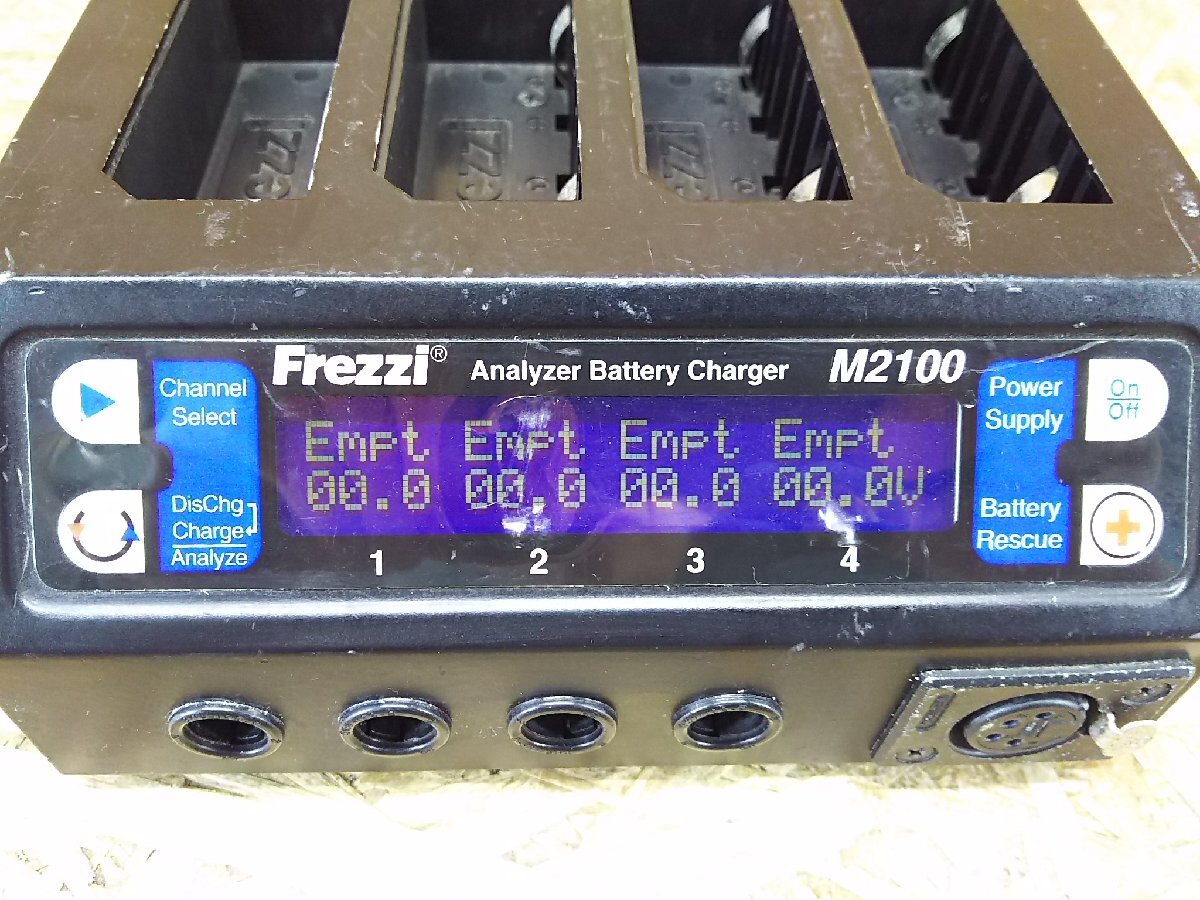 Frezzi® Analyzer Battery Charger M2100
Channel
Select
DisChg
Charge
Analyze
Empt Empt Empt Empt
00.0 00.0 00.0 00.0V
1 2 3 4
Power
Supply
On
Off
Battery
Rescue